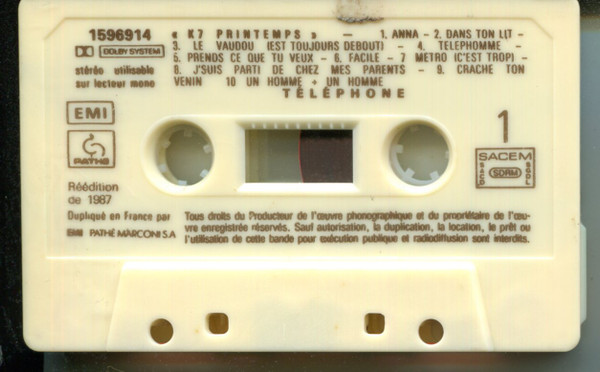 1596914 « K7 PRINTEMPS » — 1. ANNA - 2. DANS TON LIT -
DOLBY SYSTEM 3. LE VAUDOU (EST TOUJOURS DEBOUT) - 4. TELEPHOMME -
5. PRENDS CE QUE TU VEUX - 6. FACILE - 7 METRO (C'EST TROP) -
stéréo utilisable 8. J'SUIS PARTI DE CHEZ MES PARENTS - 9. CRACHE TON
sur lecteur mono VENIN 10 UN HOMME + UN HOMME
TÉLÉPHONE
EMI
PATHÉ
1
SACEM
SACD SDRM SGDL
Réédition
de 1987
Dupliqué en France par
EMI PATHÉ MARCONI S.A
Tous droits du Producteur de l'œuvre phonographique et du propriétaire de l'œu-
vre enregistrée réservés. Sauf autorisation, la duplication, la location, le prêt ou
l'utilisation de cette bande pour exécution publique et radiodiffusion sont interdits.